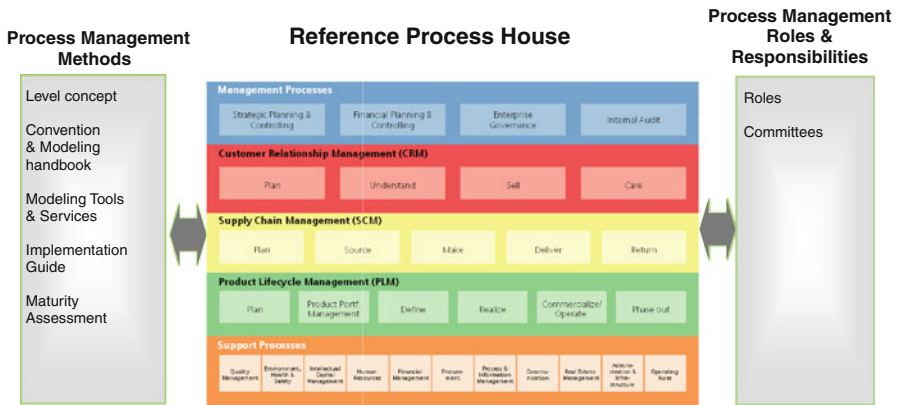 Process Management
Methods
Level concept
Convention
& Modeling
handbook
Modeling Tools
& Services
Implementation
Guide
Maturity
Assessment
Reference Process House
Management Processes
Strategic Planning &
Controlling
Financial Planning &
Controlling
Enterprise
Governance
Internal Audit
Customer Relationship Management (CRM)
Plan
Understand
Sell
Care
Supply Chain Management (SCM)
Plan
Source
Make
Deliver
Return
Product Lifecycle Management (PLM)
Plan
Product Portf.
Management
Define
Realize
Commercialize/
Operate
Phase out
Support Processes
Quality
Management
Environment,
Health &
Safety
Intellectual
Capital
Management
Human
Resources
Financial
Management
Procure-
ment
Process &
Information
Management
Commu-
nication
Real Estate
Management
Adminis-
tration &
Infra-
structure
Operating
Rules
Process Management
Roles &
Responsibilities
Roles
Committees